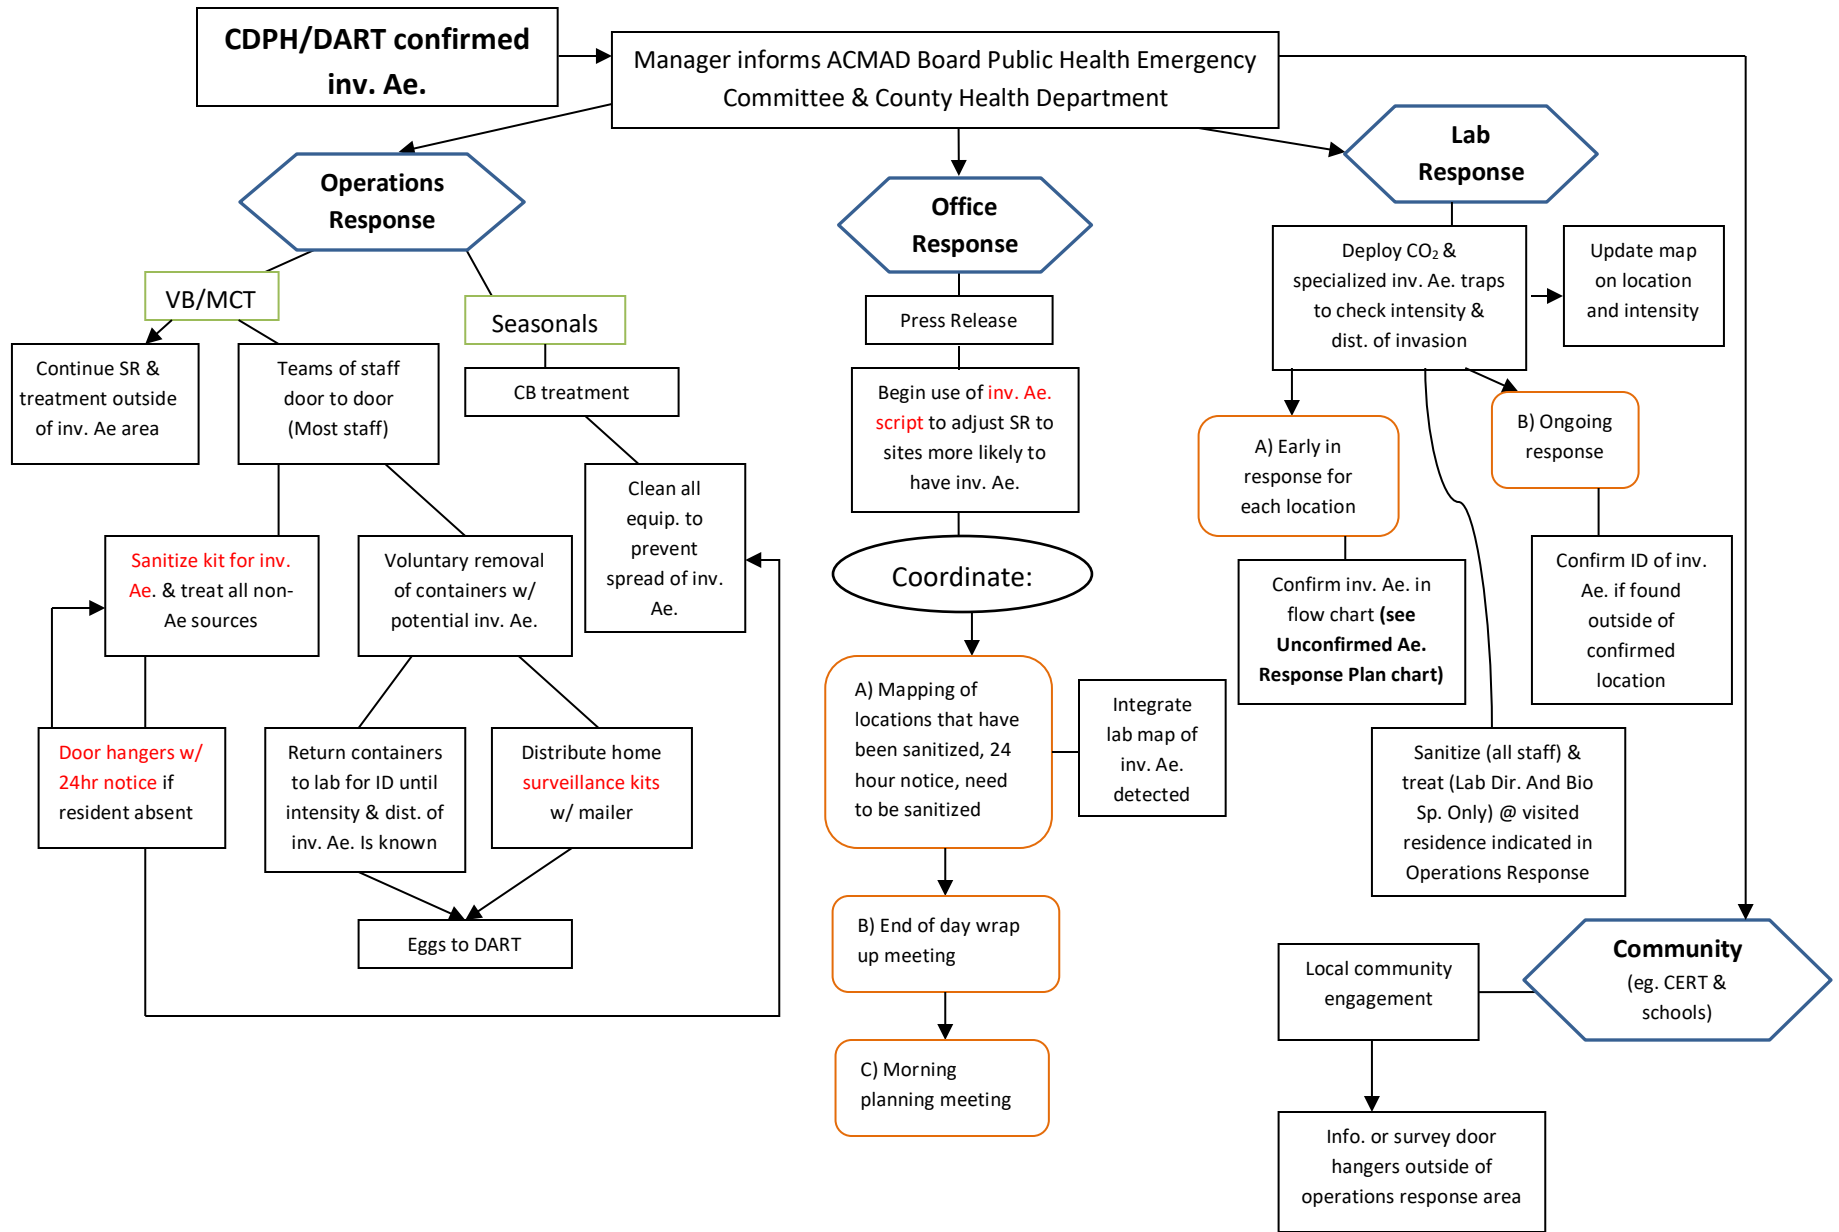 CDPH/DART confirmed
inv. Ae.
Manager informs ACMAD Board Public Health Emergency
Committee & County Health Department
Operations
Response
Office
Response
Lab
Response
VB/MCT
Seasonals
Continue SR &
treatment outside
of inv. Ae area
Teams of staff
door to door
(Most staff)
CB treatment
Clean all
equip. to
prevent
spread of inv.
Ae.
Sanitize kit for inv.
Ae. & treat all non-
Ae sources
Voluntary removal
of containers w/
potential inv. Ae.
Door hangers w/
24hr notice if
resident absent
Return containers
to lab for ID until
intensity & dist. of
inv. Ae. Is known
Distribute home
surveillance kits
w/ mailer
Eggs to DART
Press Release
Begin use of inv. Ae.
script to adjust SR to
sites more likely to
have inv. Ae.
Coordinate:
A) Mapping of
locations that have
been sanitized, 24
hour notice, need
to be sanitized
Integrate
lab map of
inv. Ae.
detected
B) End of day wrap
up meeting
C) Morning
planning meeting
Deploy CO₂ &
specialized inv. Ae. traps
to check intensity &
dist. of invasion
Update map
on location
and intensity
A) Early in
response for
each location
B) Ongoing
response
Confirm inv. Ae. in
flow chart (see
Unconfirmed Ae.
Response Plan chart)
Confirm ID of inv.
Ae. if found
outside of
confirmed
location
Sanitize (all staff) &
treat (Lab Dir. And Bio
Sp. Only) @ visited
residence indicated in
Operations Response
Community
(eg. CERT &
schools)
Local community
engagement
Info. or survey door
hangers outside of
operations response area